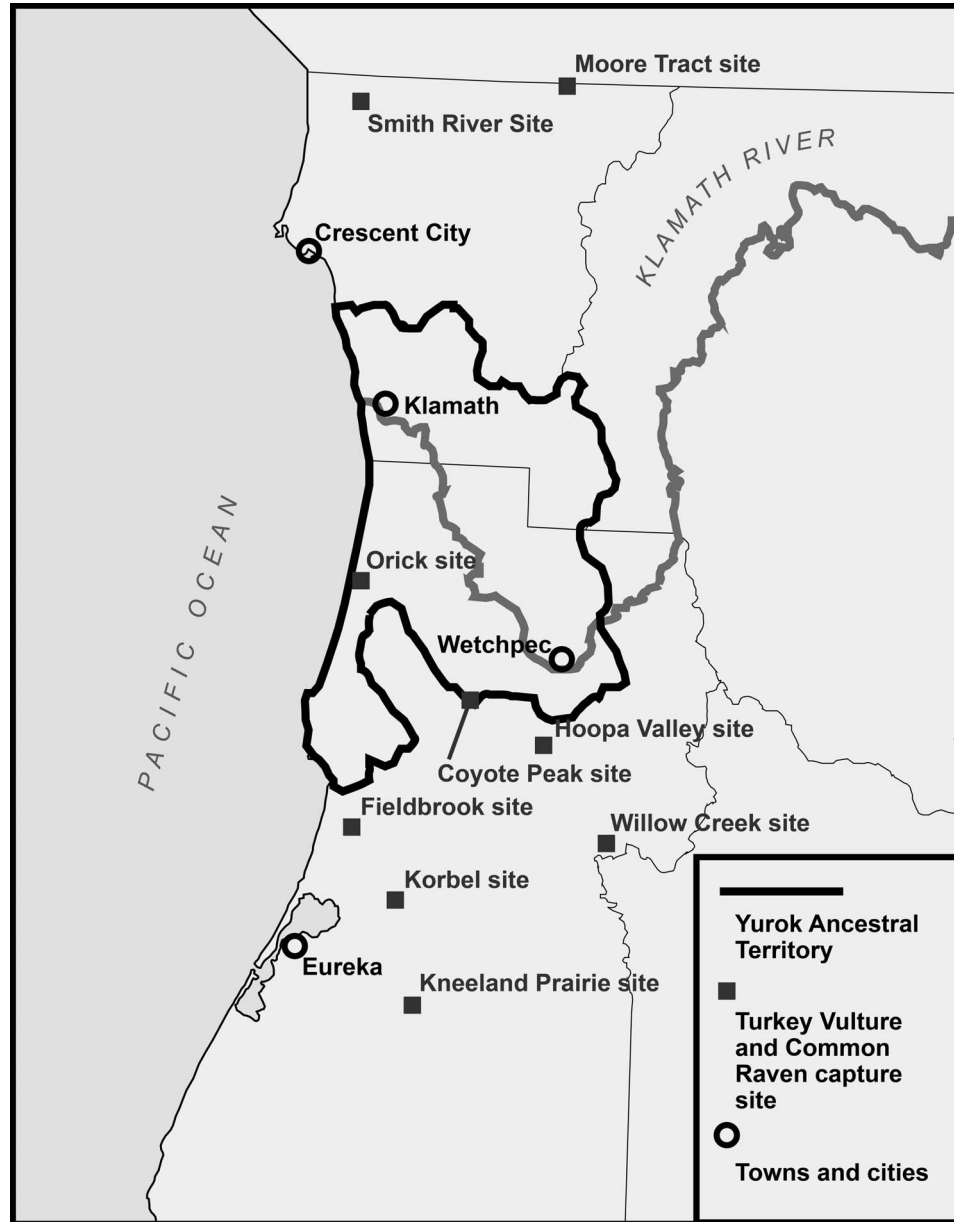 Moore Tract site
Smith River Site
KLAMATH RIVER
Crescent City
Klamath
PACIFIC OCEAN
Orick site
Wetchpec
Hoopa Valley site
Coyote Peak site
Fieldbrook site
Willow Creek site
Korbel site
Eureka
Kneeland Prairie site
Yurok Ancestral
Territory
Turkey Vulture
and Common
Raven capture
site
Towns and cities